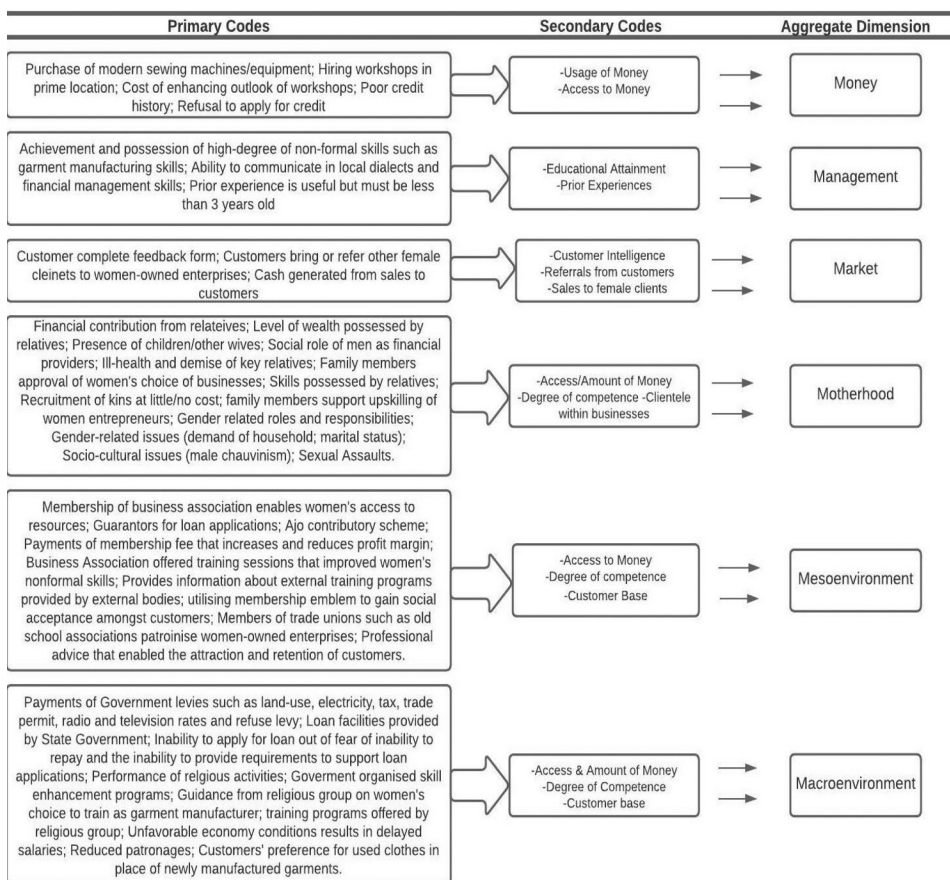 Primary Codes
Secondary Codes
Aggregate Dimension
Purchase of modern sewing machines/equipment; Hiring workshops in
prime location; Cost of enhancing outlook of workshops; Poor credit
history; Refusal to apply for credit
-Usage of Money
-Access to Money
Money
Achievement and possession of high-degree of non-formal skills such as
garment manufacturing skills; Ability to communicate in local dialects and
financial management skills; Prior experience is useful but must be less
than 3 years old
-Educational Attainment
-Prior Experiences
Management
Customer complete feedback form; Customers bring or refer other female
cleinets to women-owned enterprises; Cash generated from sales to
customers
-Customer Intelligence
-Referrals from customers
-Sales to female clients
Market
Financial contribution from relateives; Level of wealth possessed by
relatives; Presence of children/other wives; Social role of men as financial
providers; Ill-health and demise of key relatives; Family members
approval of women's choice of businesses; Skills possessed by relatives;
Recruitment of kins at little/no cost; family members support upskilling of
women entrepreneurs; Gender related roles and responsibilities;
Gender-related issues (demand of household; marital status);
Socio-cultural issues (male chauvinism); Sexual Assaults.
-Access/Amount of Money
-Degree of competence -Clientele
within businesses
Motherhood
Membership of business association enables women's access to
resources; Guarantors for loan applications; Ajo contributory scheme;
Payments of membership fee that increases and reduces profit margin;
Business Association offered training sessions that improved women's
nonformal skills; Provides information about external training programs
provided by external bodies; utilising membership emblem to gain social
acceptance amongst customers; Members of trade unions such as old
school associations patroinise women-owned enterprises; Professional
advice that enabled the attraction and retention of customers.
-Access to Money
-Degree of competence
-Customer Base
Mesoenvironment
Payments of Government levies such as land-use, electricity, tax, trade
permit, radio and television rates and refuse levy; Loan facilities provided
by State Government; Inability to apply for loan out of fear of inability to
repay and the inability to provide requirements to support loan
applications; Performance of relgious activities; Goverment organised skill
enhancement programs; Guidance from religious group on women's
choice to train as garment manufacturer; training programs offered by
religious group; Unfavorable economy conditions results in delayed
salaries; Reduced patronages; Customers' preference for used clothes in
place of newly manufactured garments.
-Access & Amount of Money
-Degree of Competence
-Customer base
Macroenvironment